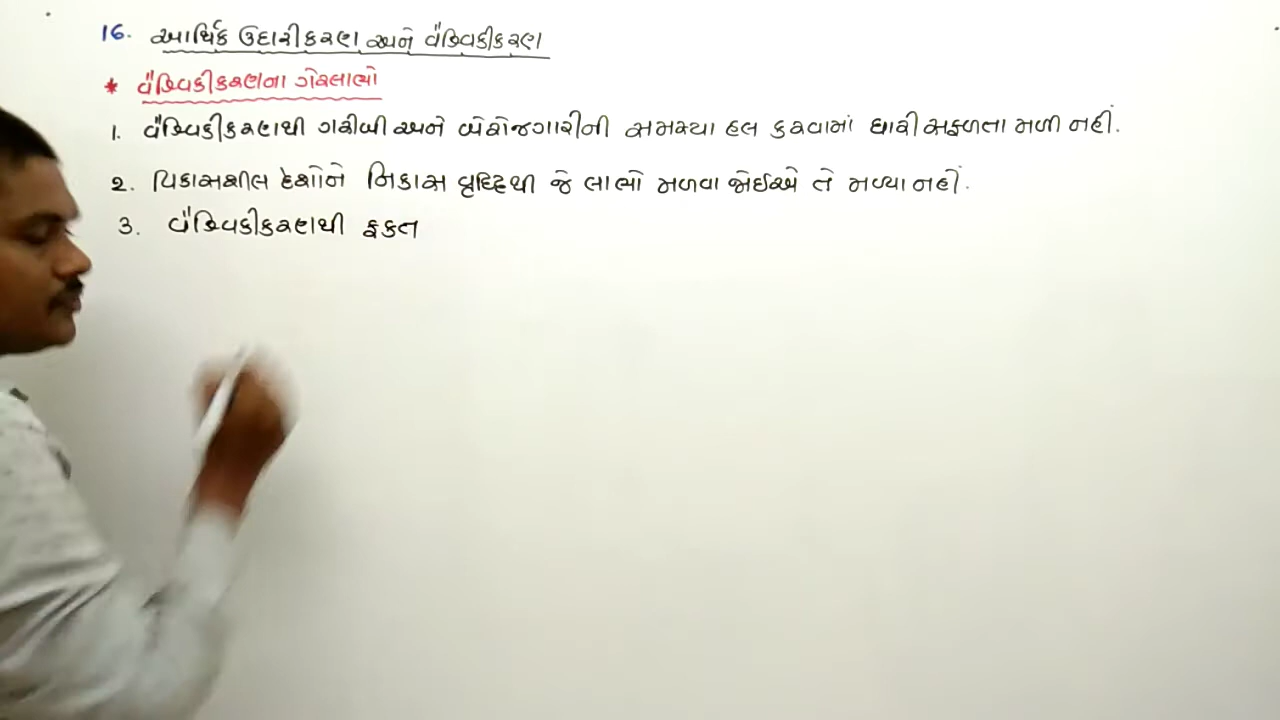 16. આર્થિક ઉદારીકરણ અને વૈશ્વિકીકરણ
* વૈશ્વિકીકરણના ગેરલાભો
1. વૈશ્વિકીકરણથી ગરીબી અને બેરોજગારીની સમસ્યા હલ કરવામાં ધારી સફળતા મળી નહીં.
2. વિકાસશીલ દેશોને નિકાસ વૃદ્ધિથી જે લાભો મળવા જોઈએ તે મળ્યા નહીં.
3. વૈશ્વિકીકરણથી ફક્ત